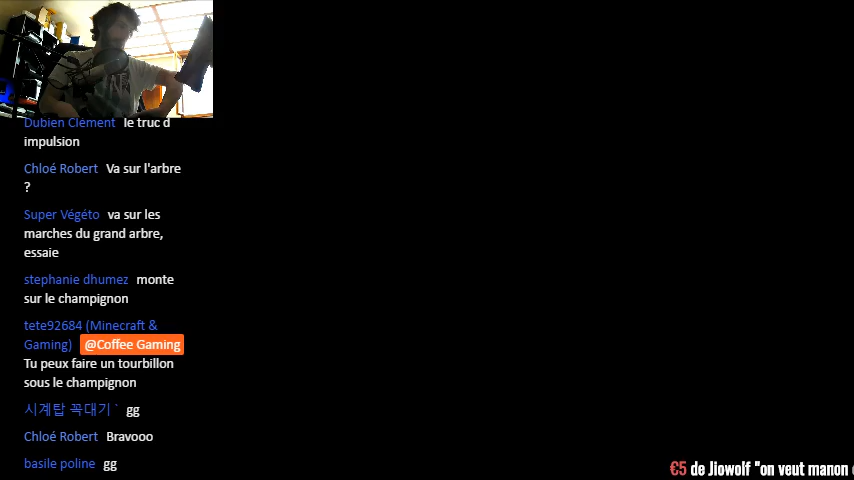 Dubien Clément le truc d
impulsion
Chloé Robert Va sur l'arbre
?
Super Végéto va sur les
marches du grand arbre,
essaie
stephanie dhumez monte
sur le champignon
tete92684 (Minecraft &
Gaming) @Coffee Gaming
Tu peux faire un tourbillon
sous le champignon
시계탑 꼭대기 ˙ gg
Chloé Robert Bravooo
basile poline gg
€5 de Jiowolf "on veut manon